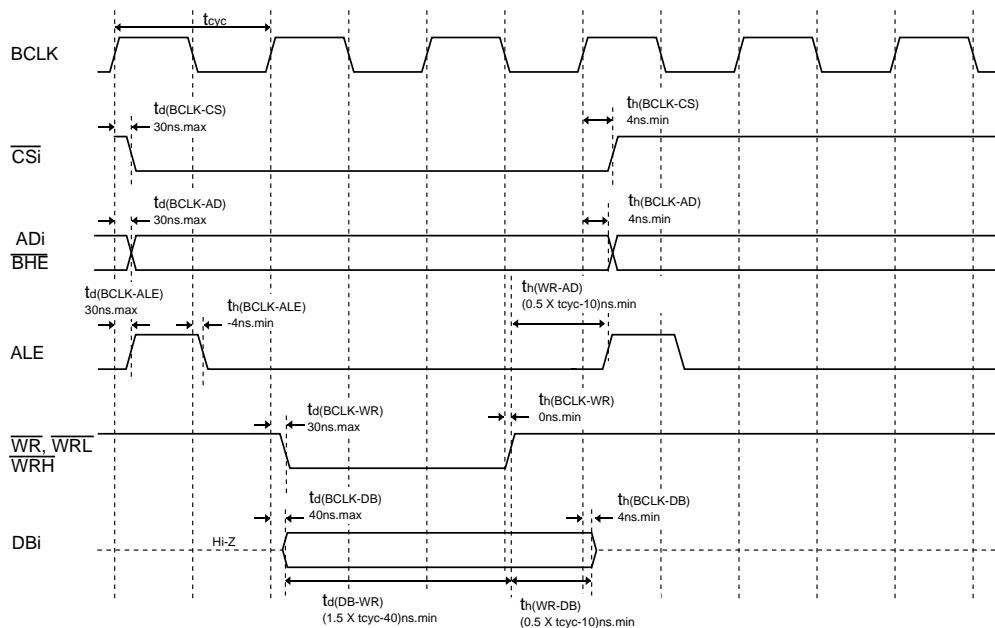 tcyc
BCLK
td(BCLK-CS)
30ns.max
th(BCLK-CS)
4ns.min
CSi
td(BCLK-AD)
30ns.max
th(BCLK-AD)
4ns.min
ADi
BHE
td(BCLK-ALE)
30ns.max
th(BCLK-ALE)
-4ns.min
th(WR-AD)
(0.5 X tcyc-10)ns.min
ALE
td(BCLK-WR)
30ns.max
th(BCLK-WR)
0ns.min
WR, WRL
WRH
td(BCLK-DB)
40ns.max
th(BCLK-DB)
4ns.min
DBi
Hi-Z
td(DB-WR)
(1.5 X tcyc-40)ns.min
th(WR-DB)
(0.5 X tcyc-10)ns.min